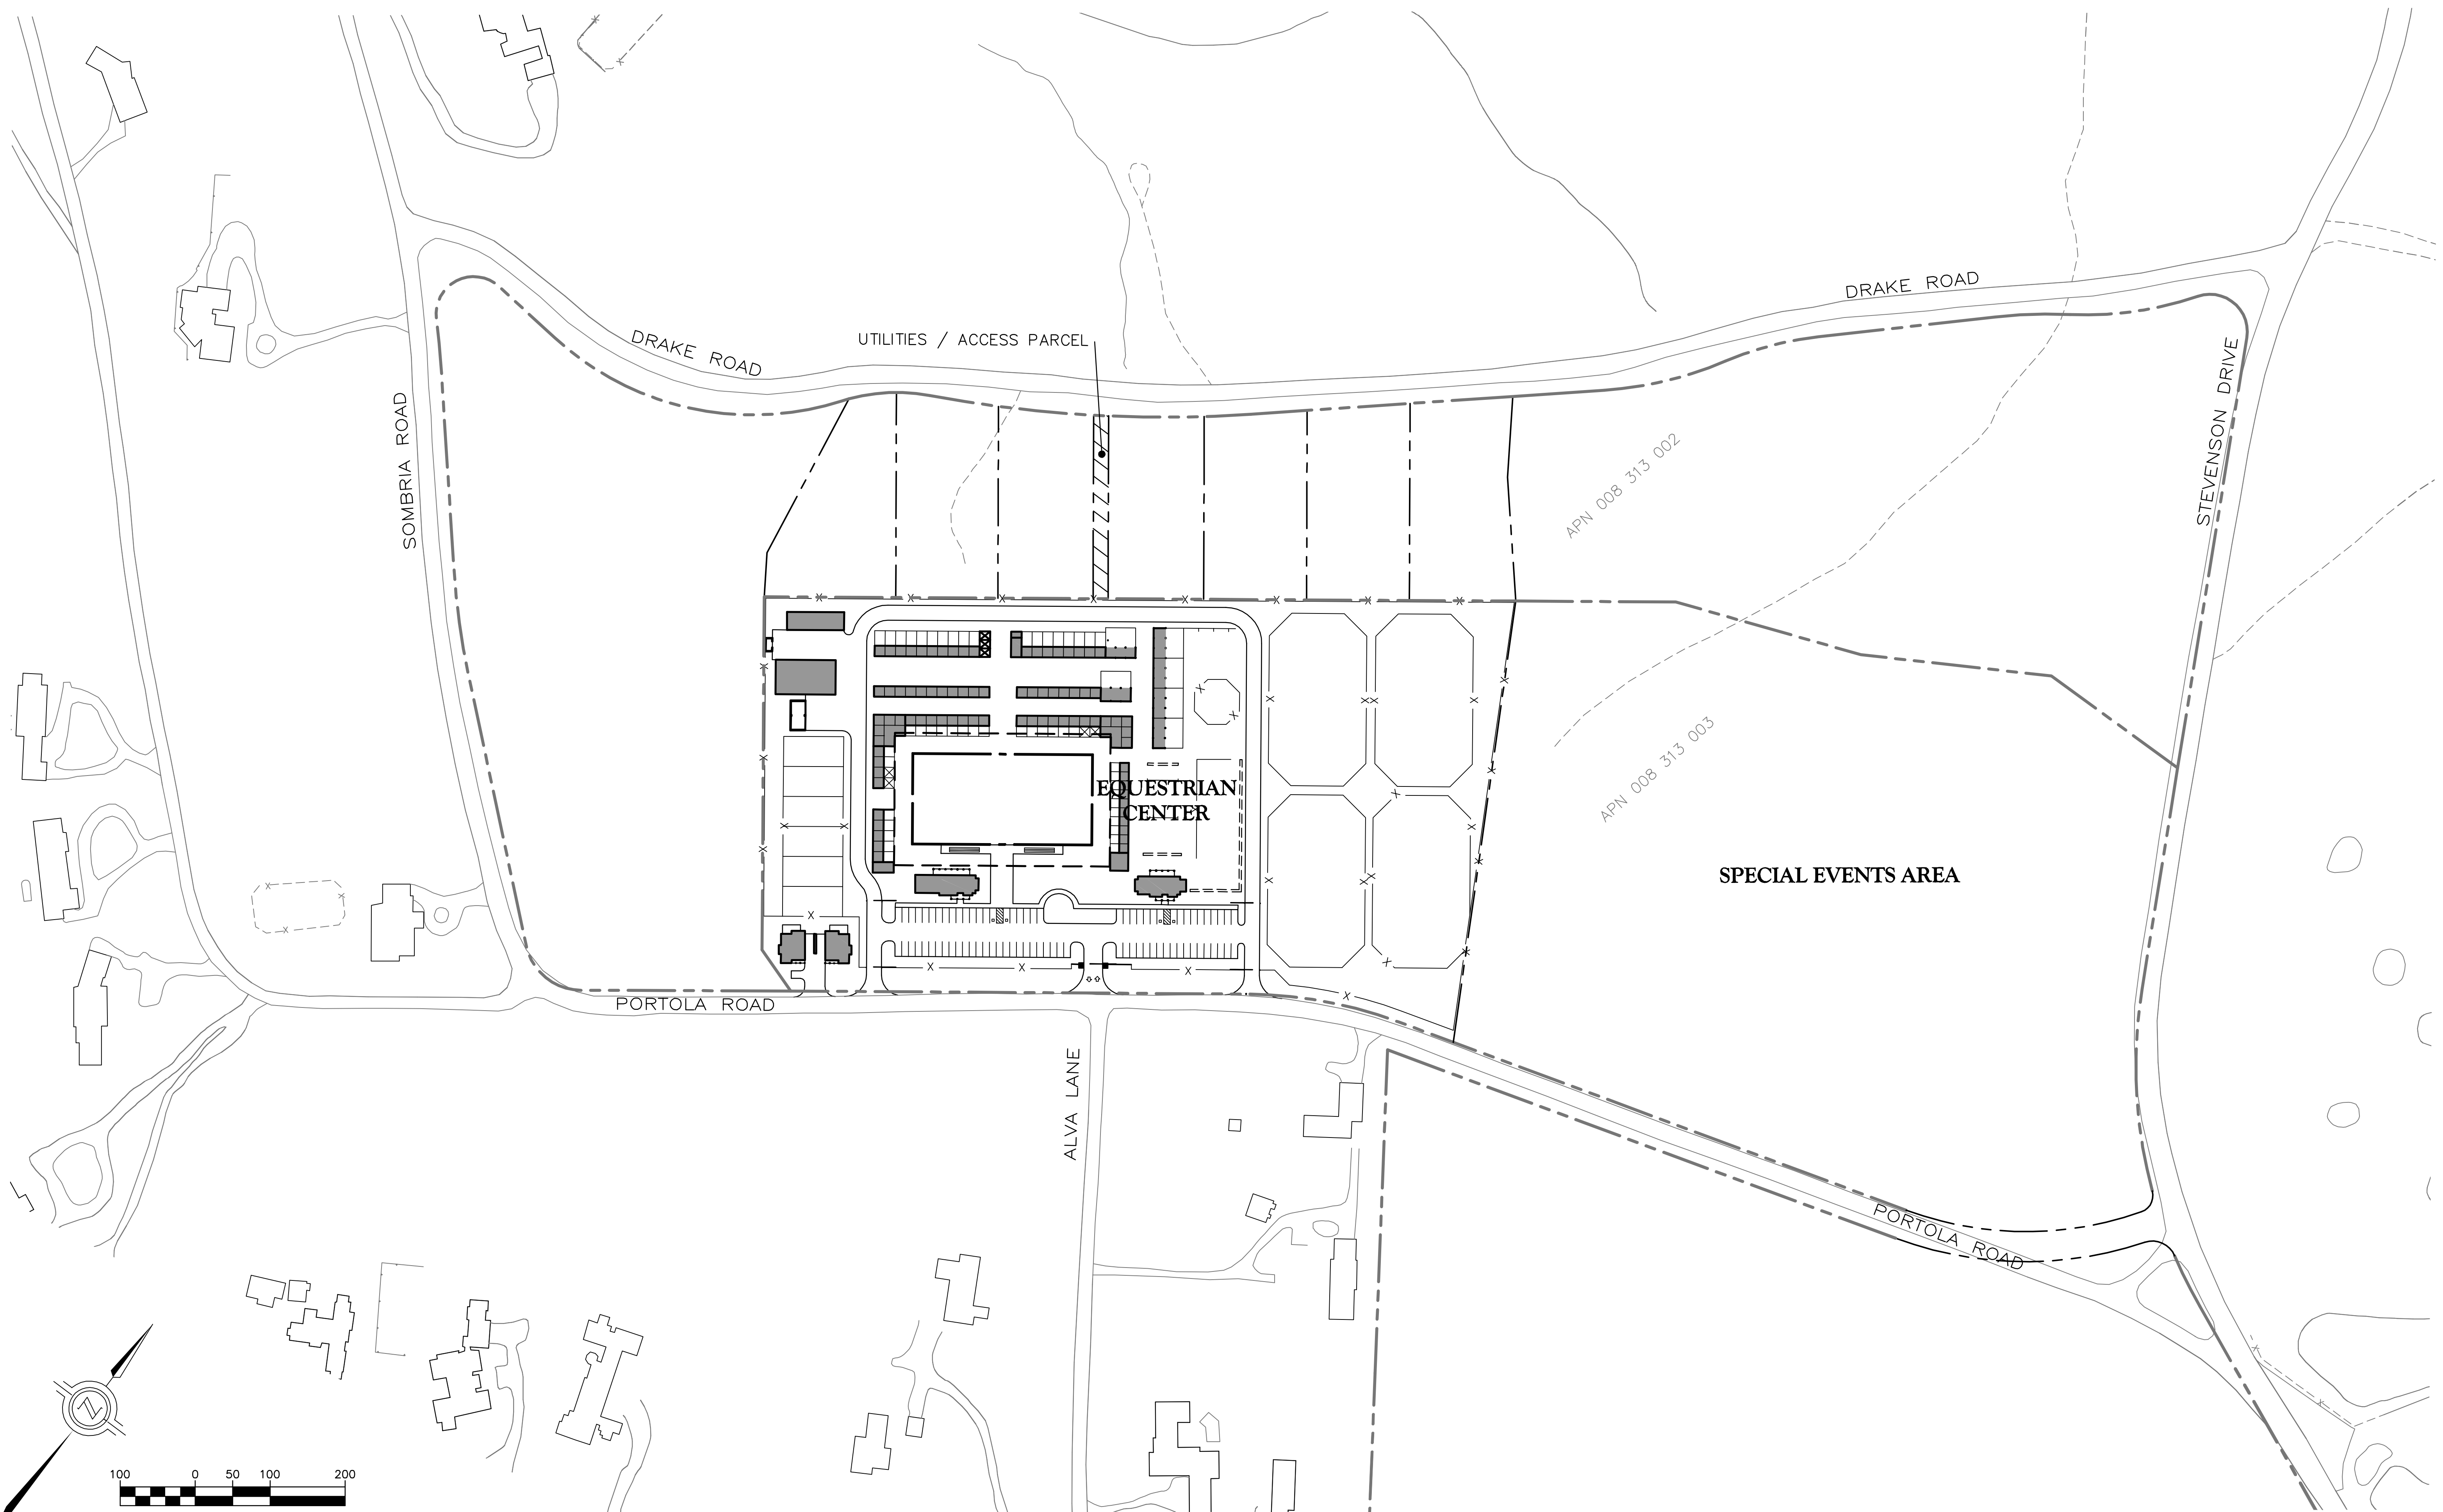 DRAKE ROAD
UTILITIES / ACCESS PARCEL
DRAKE ROAD
SOMBRIA ROAD
STEVENSON DRIVE
APN 008 313 002
APN 008 313 003
EQUESTRIAN
CENTER
SPECIAL EVENTS AREA
PORTOLA ROAD
ALVA LANE
PORTOLA ROAD
N
100 0 50 100 200